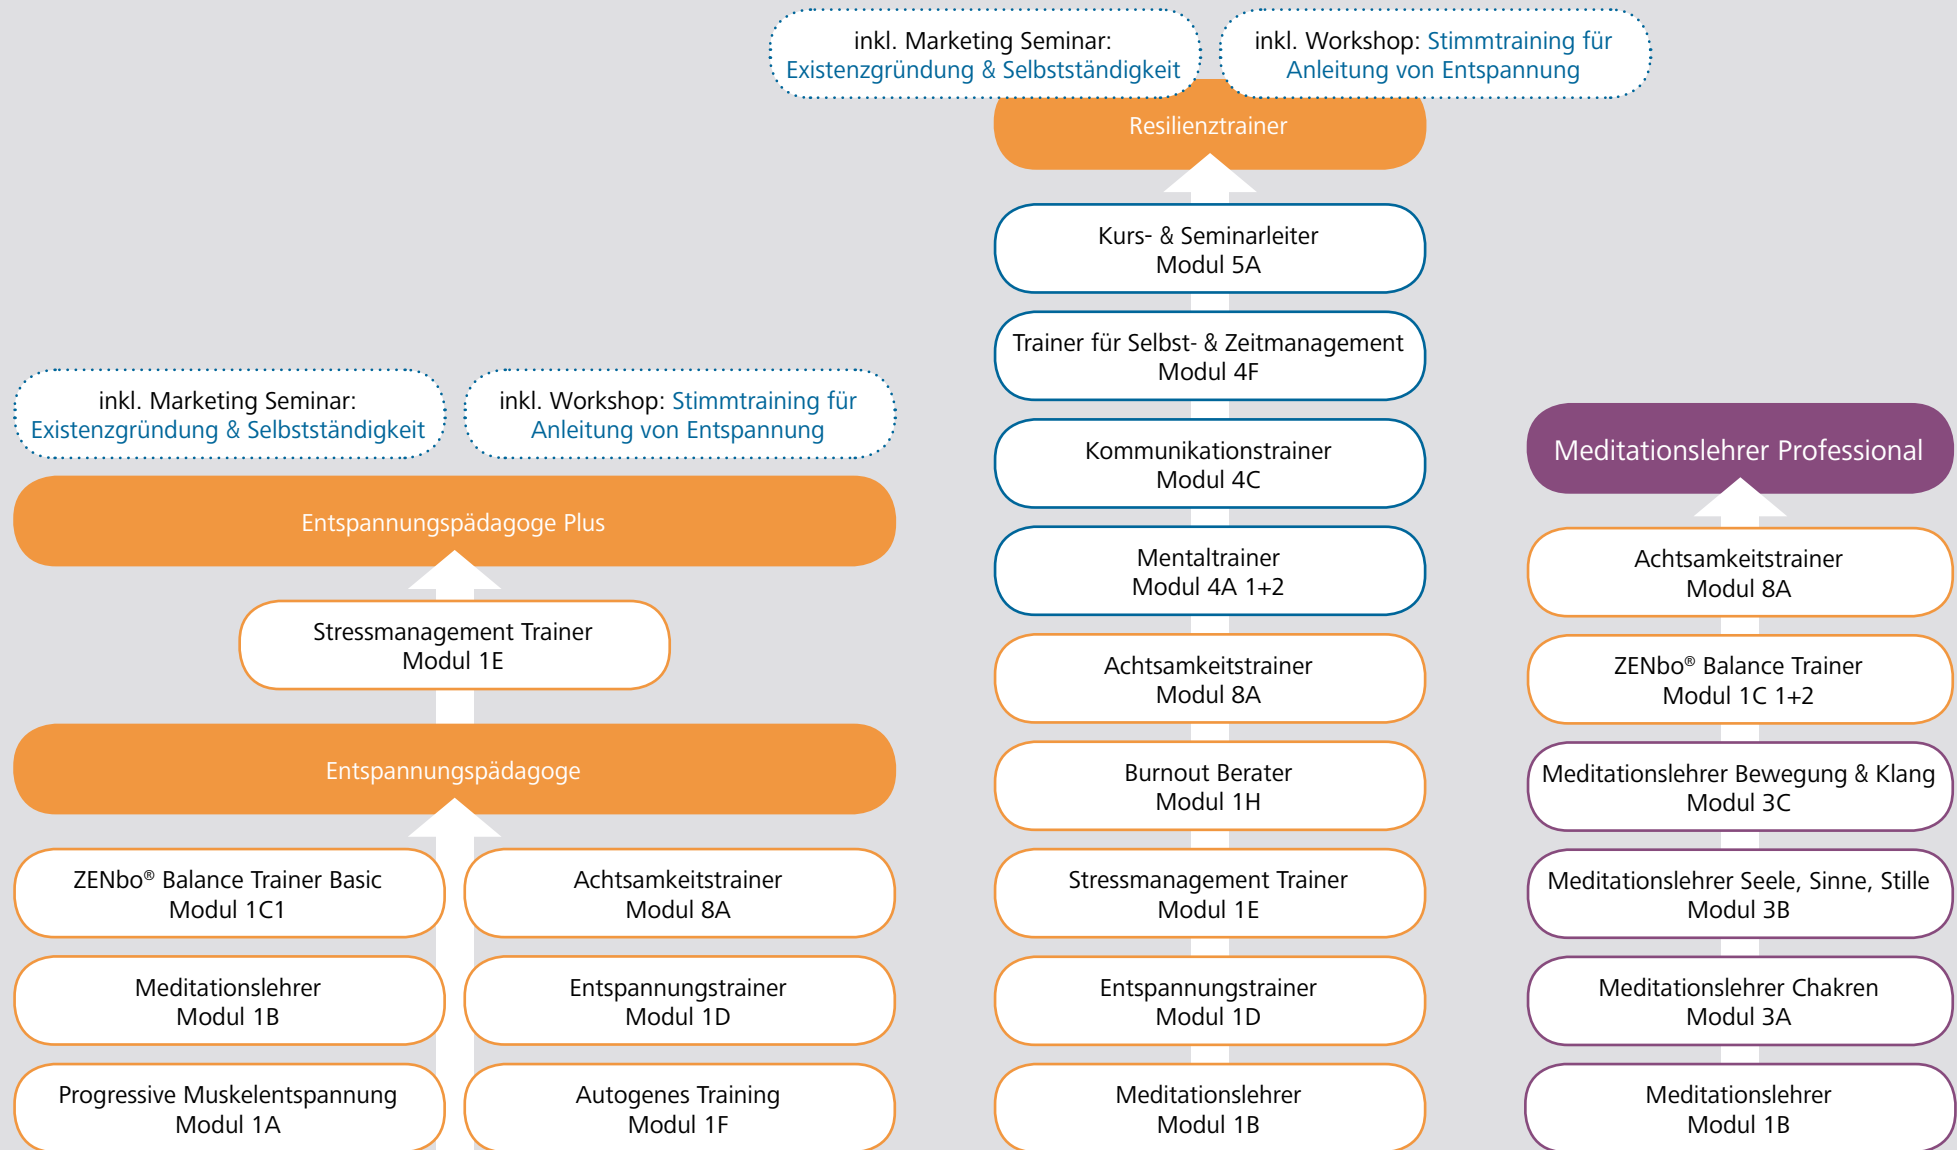 inkl. Marketing Seminar:
Existenzgründung & Selbstständigkeit
inkl. Workshop: Stimmtraining für
Anleitung von Entspannung
Entspannungspädagoge Plus
Stressmanagement Trainer
Modul 1E
Entspannungspädagoge
ZENbo® Balance Trainer Basic
Modul 1C1
Achtsamkeitstrainer
Modul 8A
Meditationslehrer
Modul 1B
Entspannungstrainer
Modul 1D
Progressive Muskelentspannung
Modul 1A
Autogenes Training
Modul 1F
inkl. Marketing Seminar:
Existenzgründung & Selbstständigkeit
inkl. Workshop: Stimmtraining für
Anleitung von Entspannung
Resilienztrainer
Kurs- & Seminarleiter
Modul 5A
Trainer für Selbst- & Zeitmanagement
Modul 4F
Kommunikationstrainer
Modul 4C
Mentaltrainer
Modul 4A 1+2
Achtsamkeitstrainer
Modul 8A
Burnout Berater
Modul 1H
Stressmanagement Trainer
Modul 1E
Entspannungstrainer
Modul 1D
Meditationslehrer
Modul 1B
Meditationslehrer Professional
Achtsamkeitstrainer
Modul 8A
ZENbo® Balance Trainer
Modul 1C 1+2
Meditationslehrer Bewegung & Klang
Modul 3C
Meditationslehrer Seele, Sinne, Stille
Modul 3B
Meditationslehrer Chakren
Modul 3A
Meditationslehrer
Modul 1B